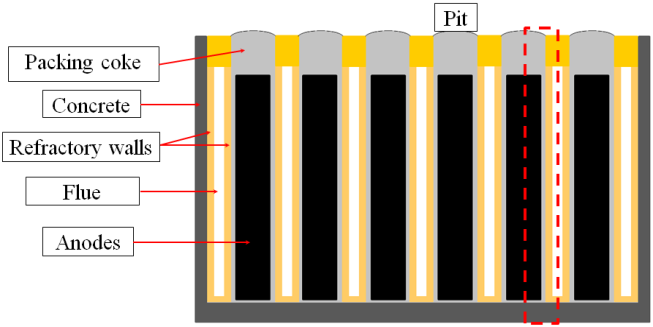 Pit
Packing coke
Concrete
Refractory walls
Flue
Anodes